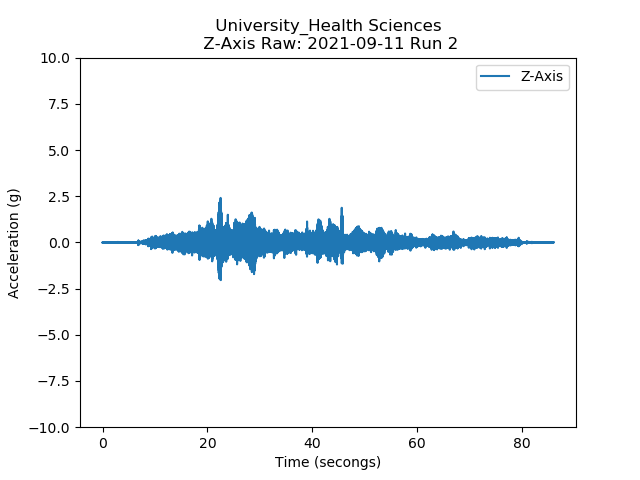 University_Health Sciences
Z-Axis Raw: 2021-09-11 Run 2
Z-Axis
10.0
7.5
5.0
2.5
0.0
−2.5
−5.0
−7.5
−10.0
Acceleration (g)
0 20 40 60 80
Time (secongs)